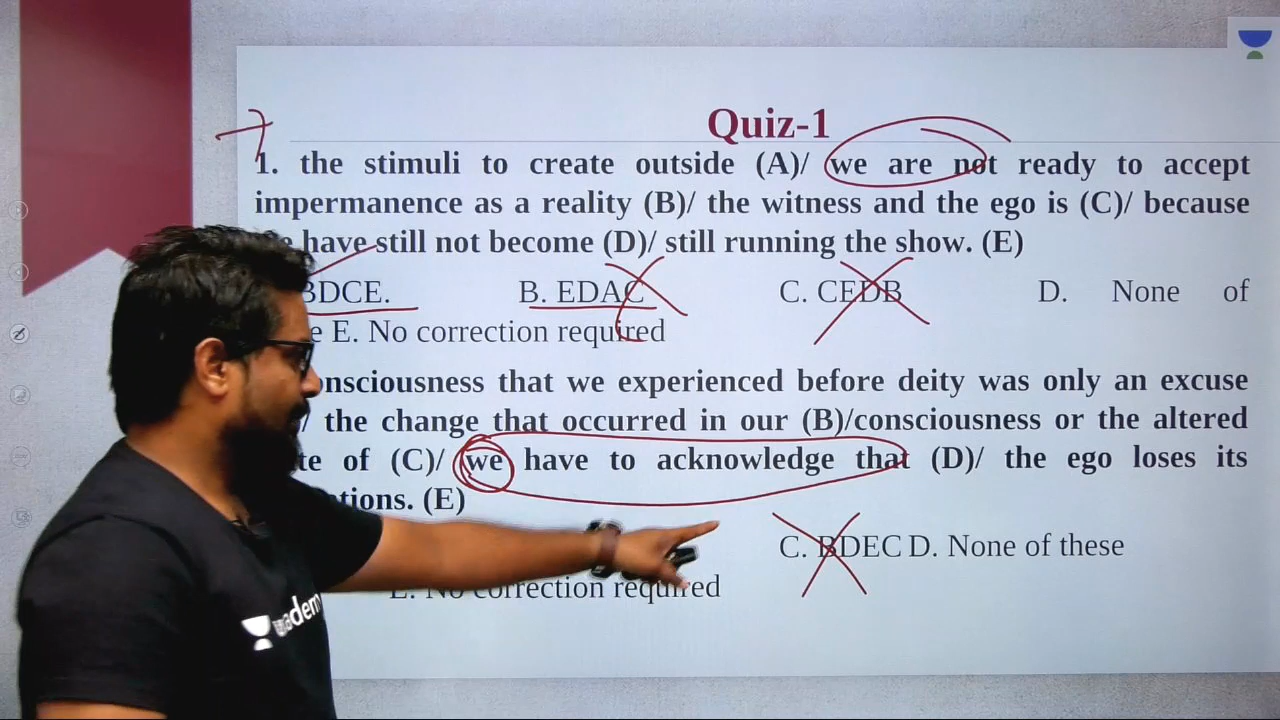 Quiz-1
1. the stimuli to create outside (A)/ we are not ready to accept
impermanence as a reality (B)/ the witness and the ego is (C)/ because
have still not become (D)/ still running the show. (E)
BDCE. B. EDAC C. CEDB D. None of
E. No correction required
onsciousness that we experienced before deity was only an excuse
/ the change that occurred in our (B)/consciousness or the altered
te of (C)/ we have to acknowledge that (D)/ the ego loses its
tions. (E)
C. BDEC D. None of these
E. No correction required
unacademy